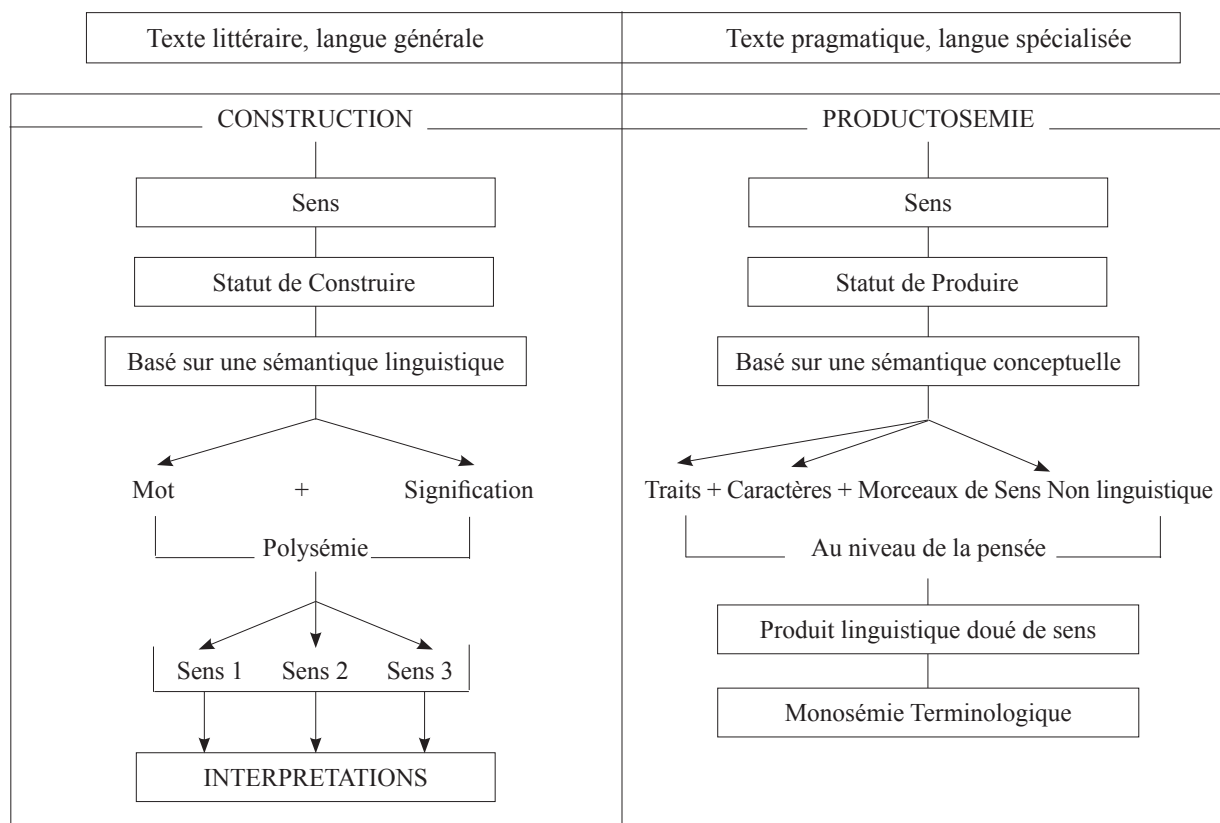 Texte littéraire, langue générale
Texte pragmatique, langue spécialisée
CONSTRUCTION
Sens
Statut de Construire
Basé sur une sémantique linguistique
Mot + Signification
Polysémie
Sens 1 Sens 2 Sens 3
INTERPRETATIONS
PRODUCTOSEMIE
Sens
Statut de Produire
Basé sur une sémantique conceptuelle
Traits + Caractères + Morceaux de Sens Non linguistique
Au niveau de la pensée
Produit linguistique doué de sens
Monosémie Terminologique